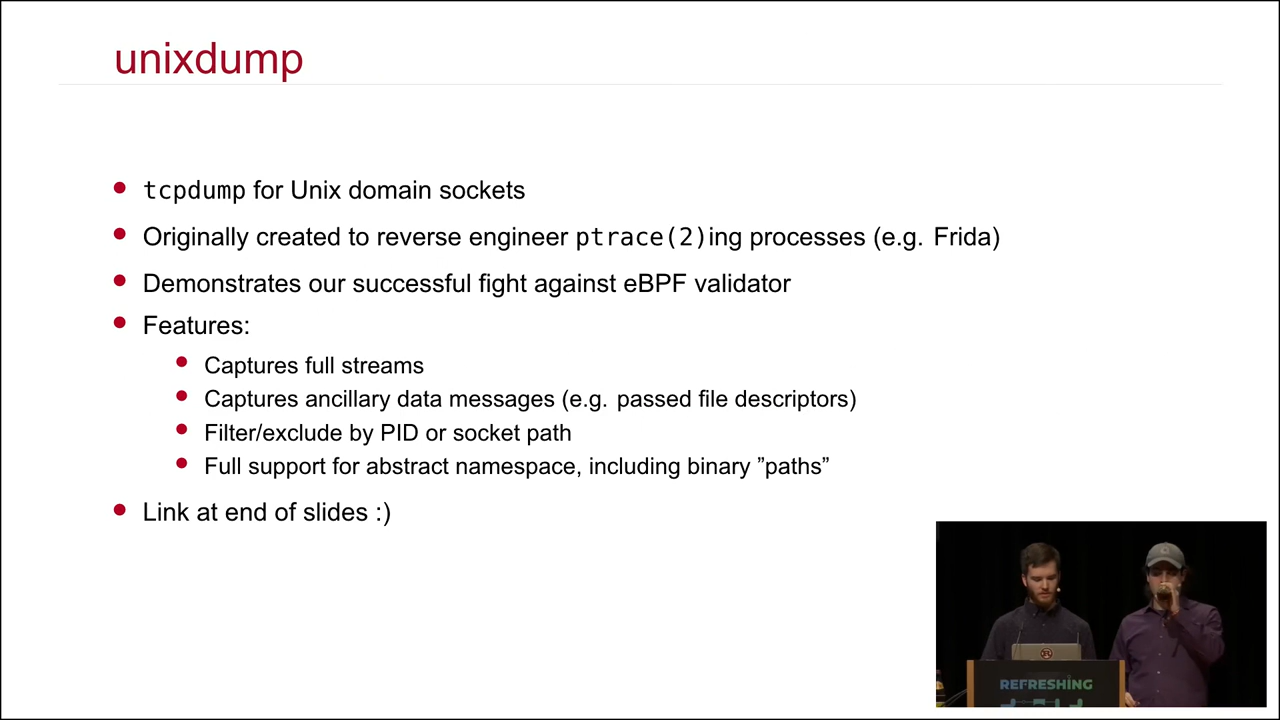 unixdump
tcpdump for Unix domain sockets
Originally created to reverse engineer ptrace(2)ing processes (e.g. Frida)
Demonstrates our successful fight against eBPF validator
Features:
Captures full streams
Captures ancillary data messages (e.g. passed file descriptors)
Filter/exclude by PID or socket path
Full support for abstract namespace, including binary ”paths”
Link at end of slides :)
REFRESHING